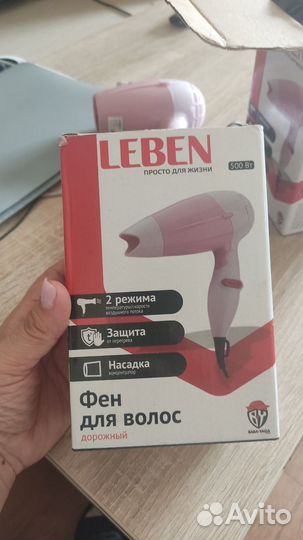 LEBEN
ПРОСТО ДЛЯ ЖИЗНИ
500 Вт
2 режима
температуры/скорости
воздушного потока
Защита
от перегрева
Насадка
концентратор
Фен
для волос
дорожный
BY
Avito